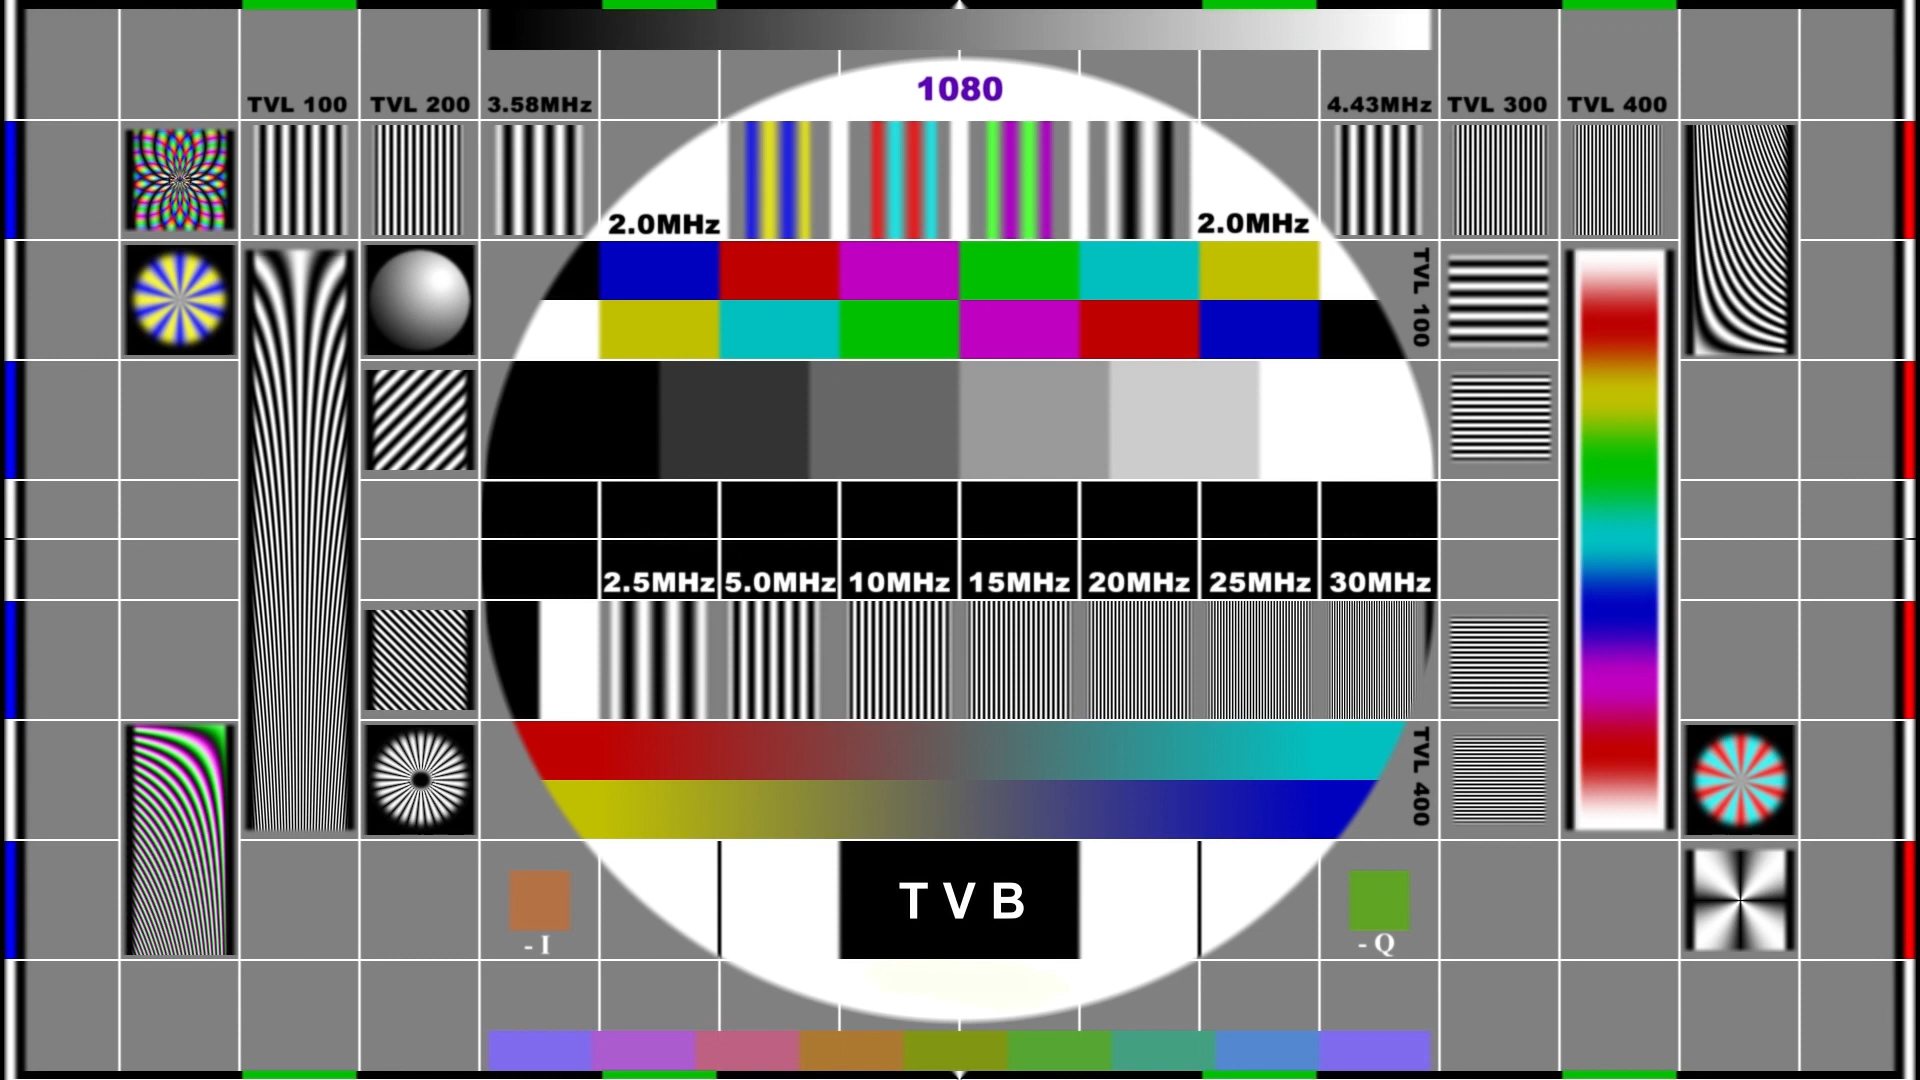 1080
TVL 100 TVL 200 3.58MHz 4.43MHz TVL 300 TVL 400
2.0MHz 2.0MHz
TVL 100
2.5MHz 5.0MHz 10MHz 15MHz 20MHz 25MHz 30MHz
TVL 400
TVB
- I - Q